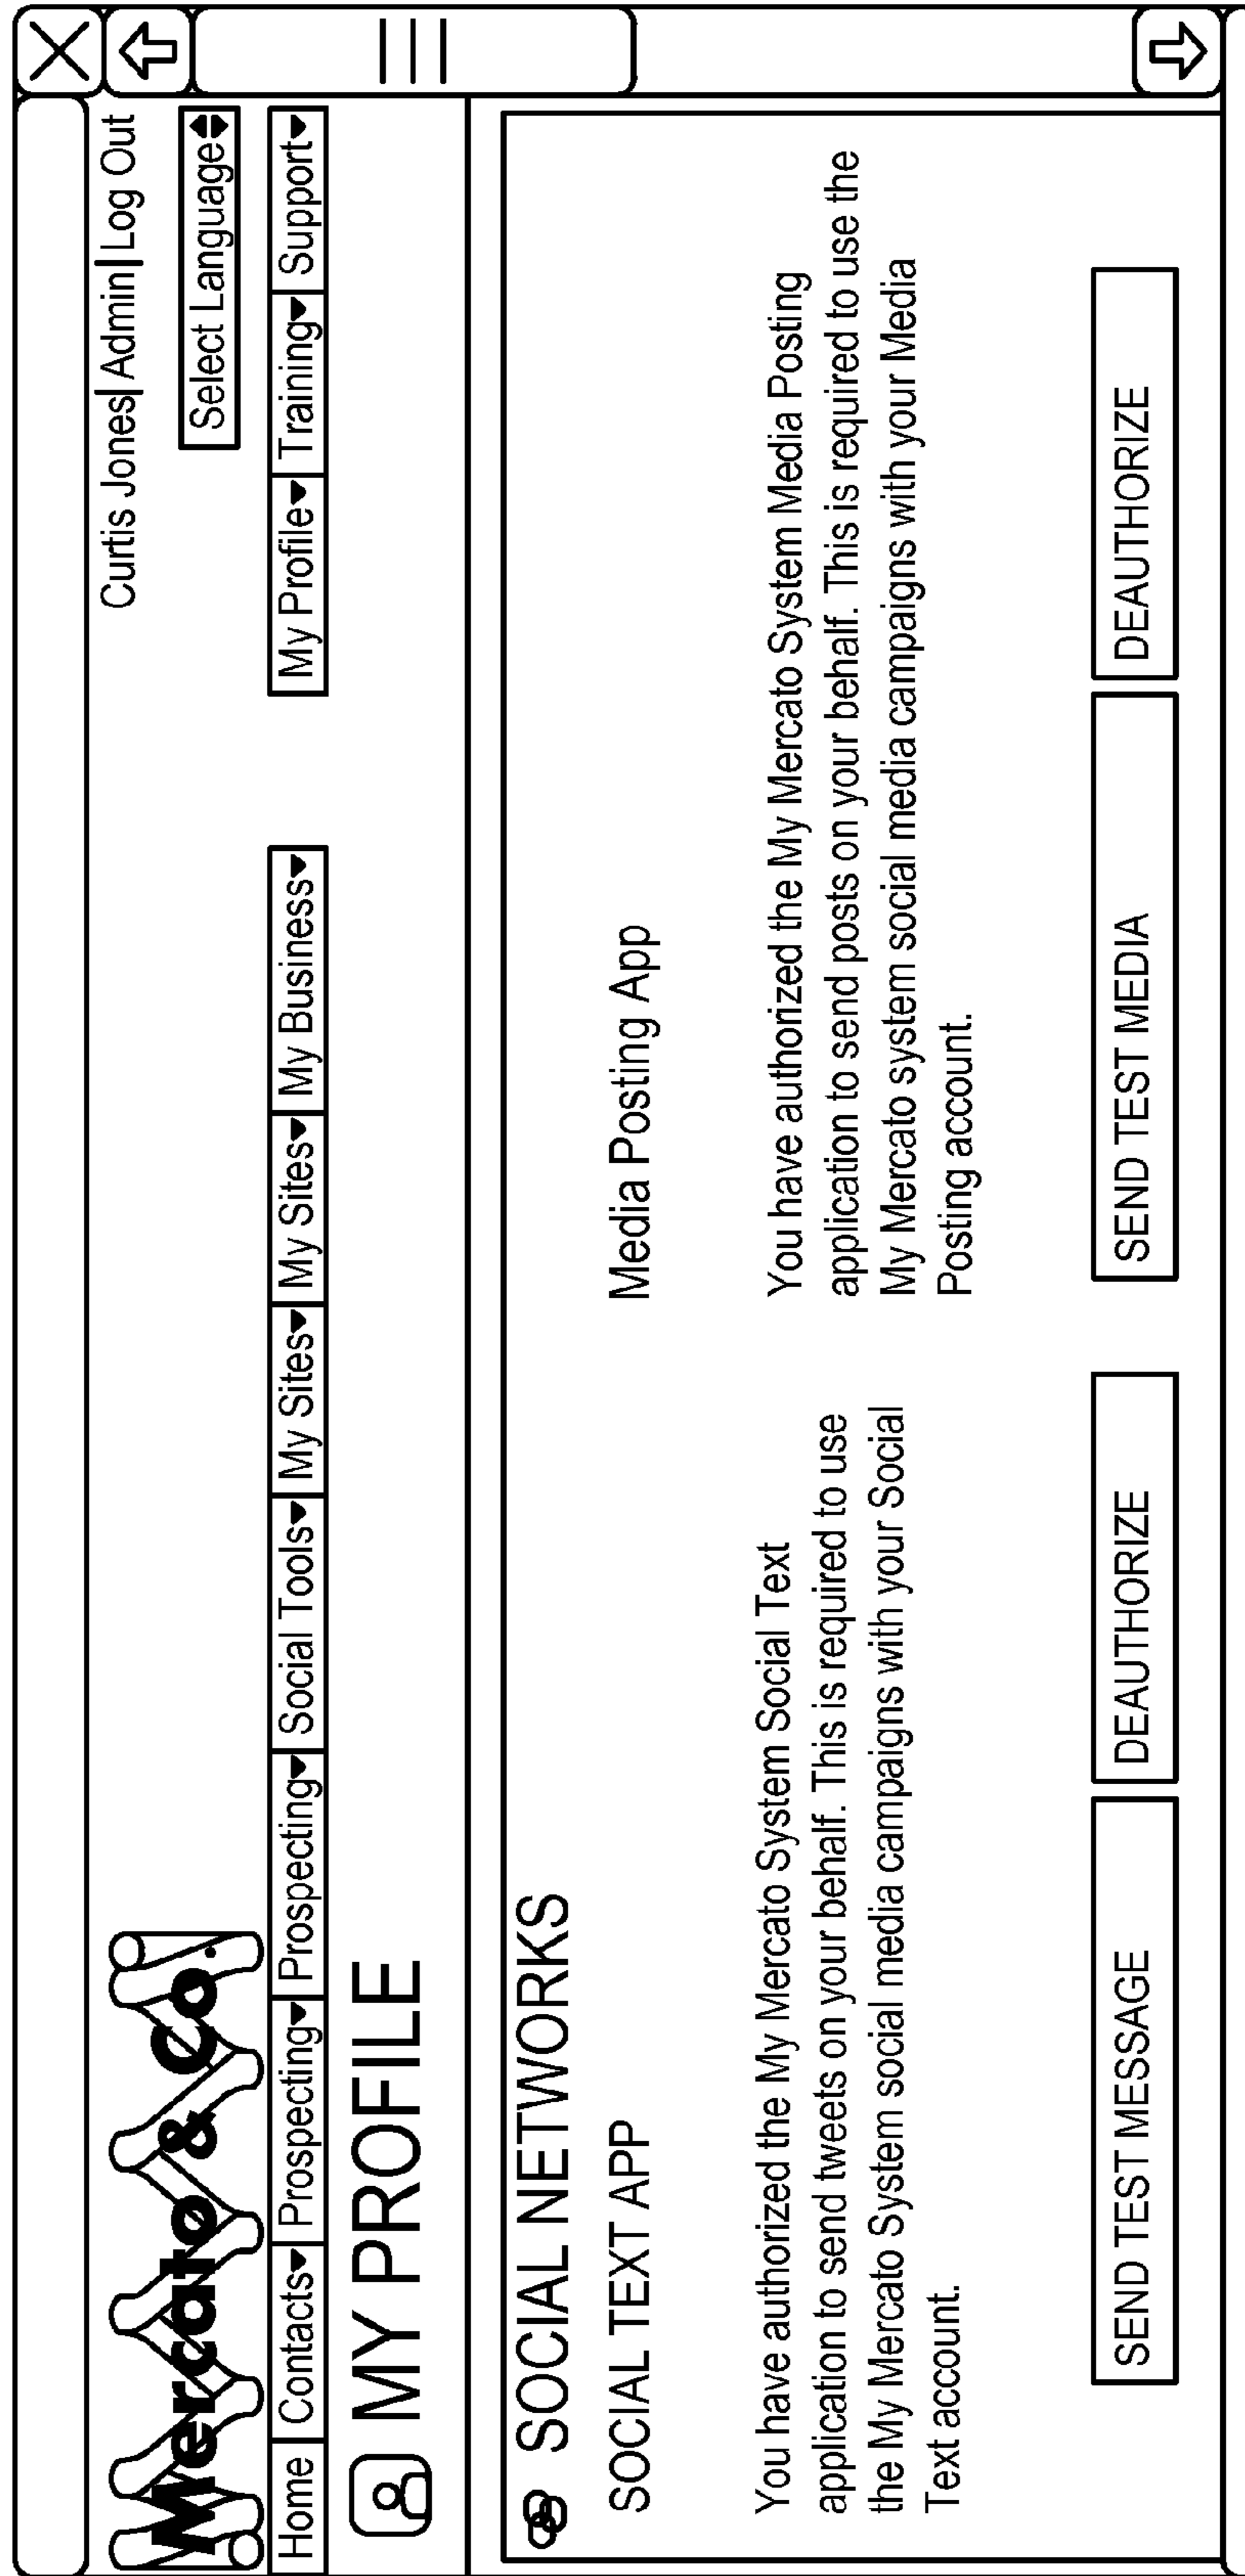 Curtis Jones| Admin| Log Out
Mercato & Co.
Select Language
Home Contacts Prospecting Prospecting Social Tools My Sites My Sites My Business My Profile Training Support
MY PROFILE
SOCIAL NETWORKS
SOCIAL TEXT APP
You have authorized the My Mercato System Social Text
application to send tweets on your behalf. This is required to use
the My Mercato System social media campaigns with your Social
Text account.
SEND TEST MESSAGE DEAUTHORIZE
Media Posting App
You have authorized the My Mercato System Media Posting
application to send posts on your behalf. This is required to use the
My Mercato system social media campaigns with your Media
Posting account.
SEND TEST MEDIA DEAUTHORIZE